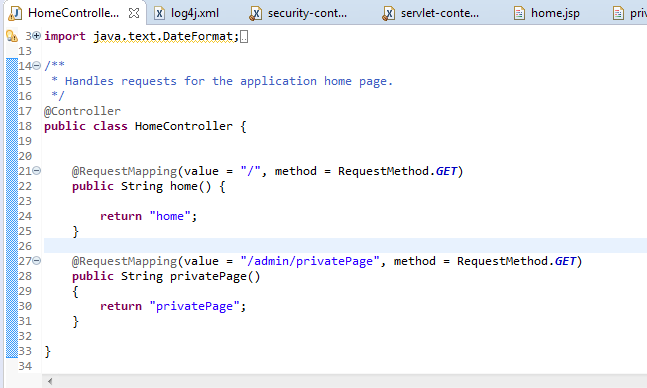 HomeControlle... log4j.xml security-cont... servlet-conte... home.jsp priv
3 import java.text.DateFormat;
13
14 /**
15 * Handles requests for the application home page.
16 */
17 @Controller
18 public class HomeController {
19
20
21 @RequestMapping(value = "/", method = RequestMethod.GET)
22 public String home() {
23
24 return "home";
25 }
26
27 @RequestMapping(value = "/admin/privatePage", method = RequestMethod.GET)
28 public String privatePage()
29 {
30 return "privatePage";
31 }
32
33 }
34